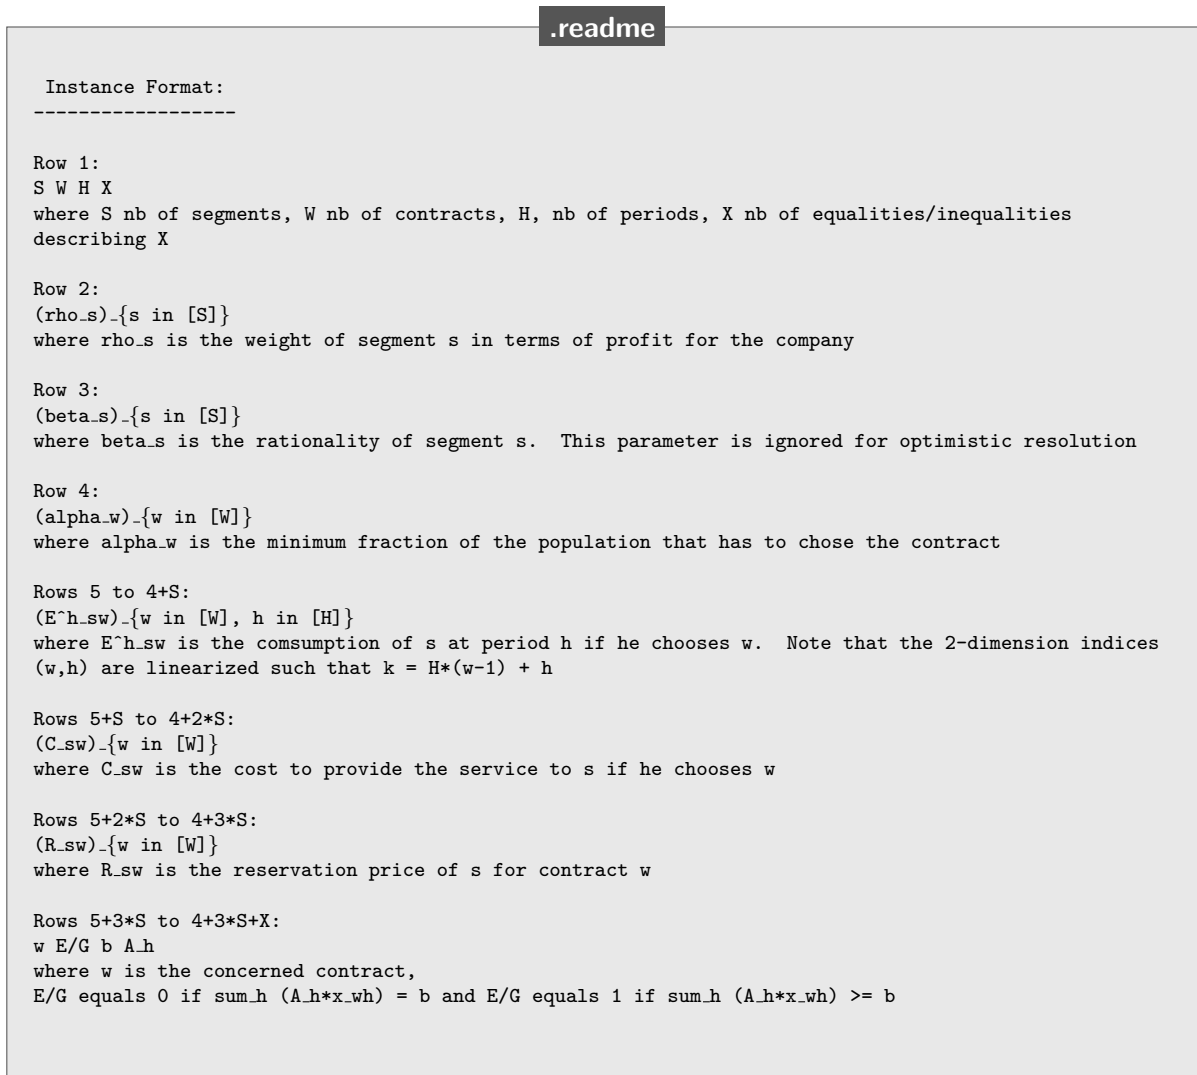 .readme
Instance Format:
------------------
Row 1:
S W H X
where S nb of segments, W nb of contracts, H, nb of periods, X nb of equalities/inequalities
describing X
Row 2:
(rho_s)_{s in [S]}
where rho_s is the weight of segment s in terms of profit for the company
Row 3:
(beta_s)_{s in [S]}
where beta_s is the rationality of segment s. This parameter is ignored for optimistic resolution
Row 4:
(alpha_w)_{w in [W]}
where alpha_w is the minimum fraction of the population that has to chose the contract
Rows 5 to 4+S:
(E^h_sw)_{w in [W], h in [H]}
where E^h_sw is the comsumption of s at period h if he chooses w. Note that the 2-dimension indices
(w,h) are linearized such that k = H*(w-1) + h
Rows 5+S to 4+2*S:
(C_sw)_{w in [W]}
where C_sw is the cost to provide the service to s if he chooses w
Rows 5+2*S to 4+3*S:
(R_sw)_{w in [W]}
where R_sw is the reservation price of s for contract w
Rows 5+3*S to 4+3*S+X:
w E/G b A_h
where w is the concerned contract,
E/G equals 0 if sum_h (A_h*x_wh) = b and E/G equals 1 if sum_h (A_h*x_wh) >= b